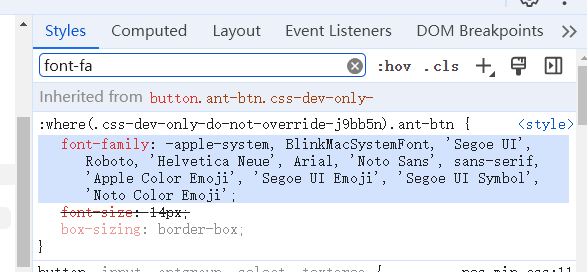 Styles Computed Layout Event Listeners DOM Breakpoints
font-fa :hov .cls
Inherited from button.ant-btn.css-dev-only-
:where(.css-dev-only-do-not-override-j9bb5n).ant-btn { <style>
font-family: -apple-system, BlinkMacSystemFont, 'Segoe UI',
Roboto, 'Helvetica Neue', Arial, 'Noto Sans', sans-serif,
'Apple Color Emoji', 'Segoe UI Emoji', 'Segoe UI Symbol',
'Noto Color Emoji';
font-size: 14px;
box-sizing: border-box;
}